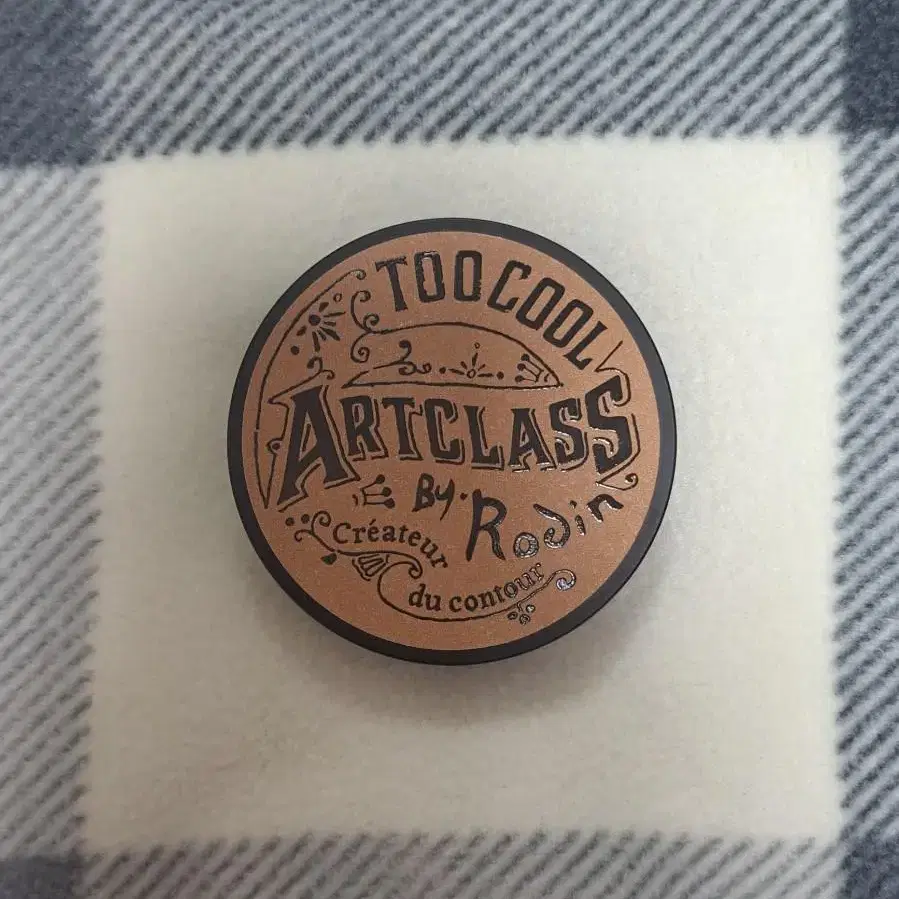 TOO COOL
ARTCLASS
By. Rodin
Créateur
du contour